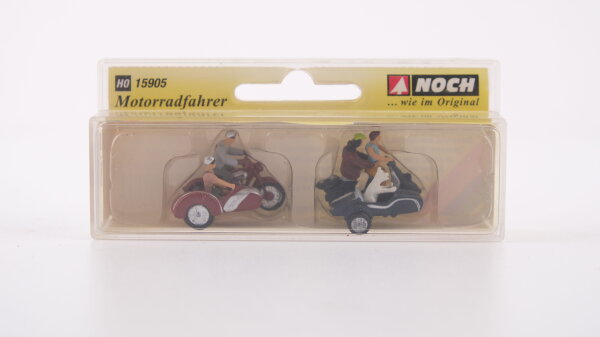 H0 15905
Motorradfahrer
NOCH
... wie im Original